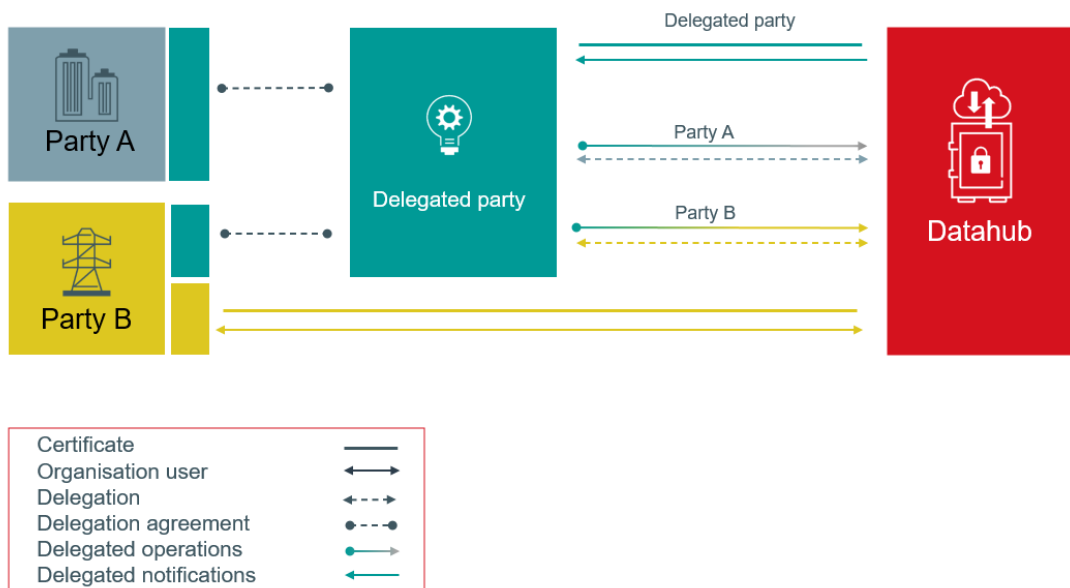 Delegated party
Party A
Delegated party
Party A
Party B
Datahub
Party B
Certificate
Organisation user
Delegation
Delegation agreement
Delegated operations
Delegated notifications